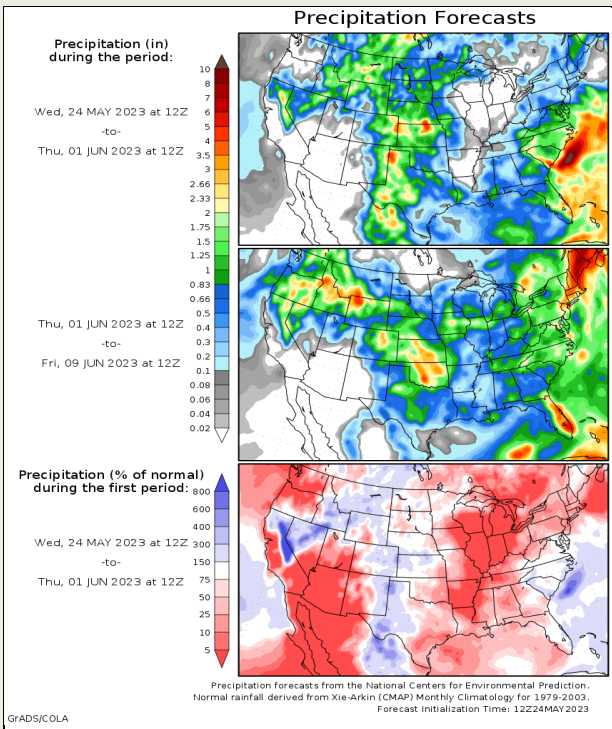 Precipitation Forecasts
Precipitation (in)
during the period:
Wed, 24 MAY 2023 at 12Z
-to-
Thu, 01 JUN 2023 at 12Z
10
8
7
6
5
4
3.5
3
2.66
2.33
2
1.75
1.5
1.25
1
0.83
0.66
0.5
0.4
0.3
0.2
0.1
0.08
0.06
0.04
0.02
Thu, 01 JUN 2023 at 12Z
-to-
Fri, 09 JUN 2023 at 12Z
Precipitation (% of normal)
during the first period:
Wed, 24 MAY 2023 at 12Z
-to-
Thu, 01 JUN 2023 at 12Z
800
600
400
300
150
75
50
25
10
5
Precipitation forecasts from the National Centers for Environmental Prediction.
Normal rainfall derived from Xie-Arkin (CMAP) Monthly Climatology for 1979-2003.
Forecast Initialization Time: 12Z24MAY2023
GrADS/COLA